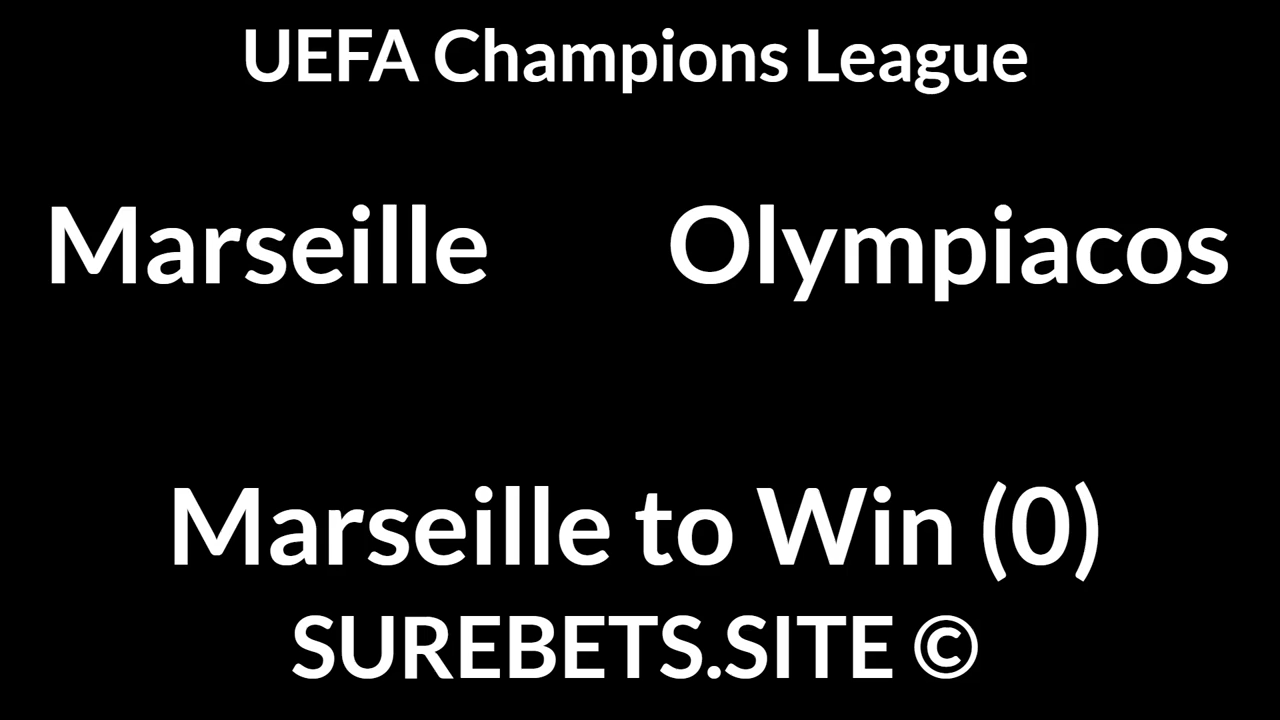 UEFA Champions League
Marseille Olympiacos
Marseille to Win (0)
SUREBETS.SITE ©